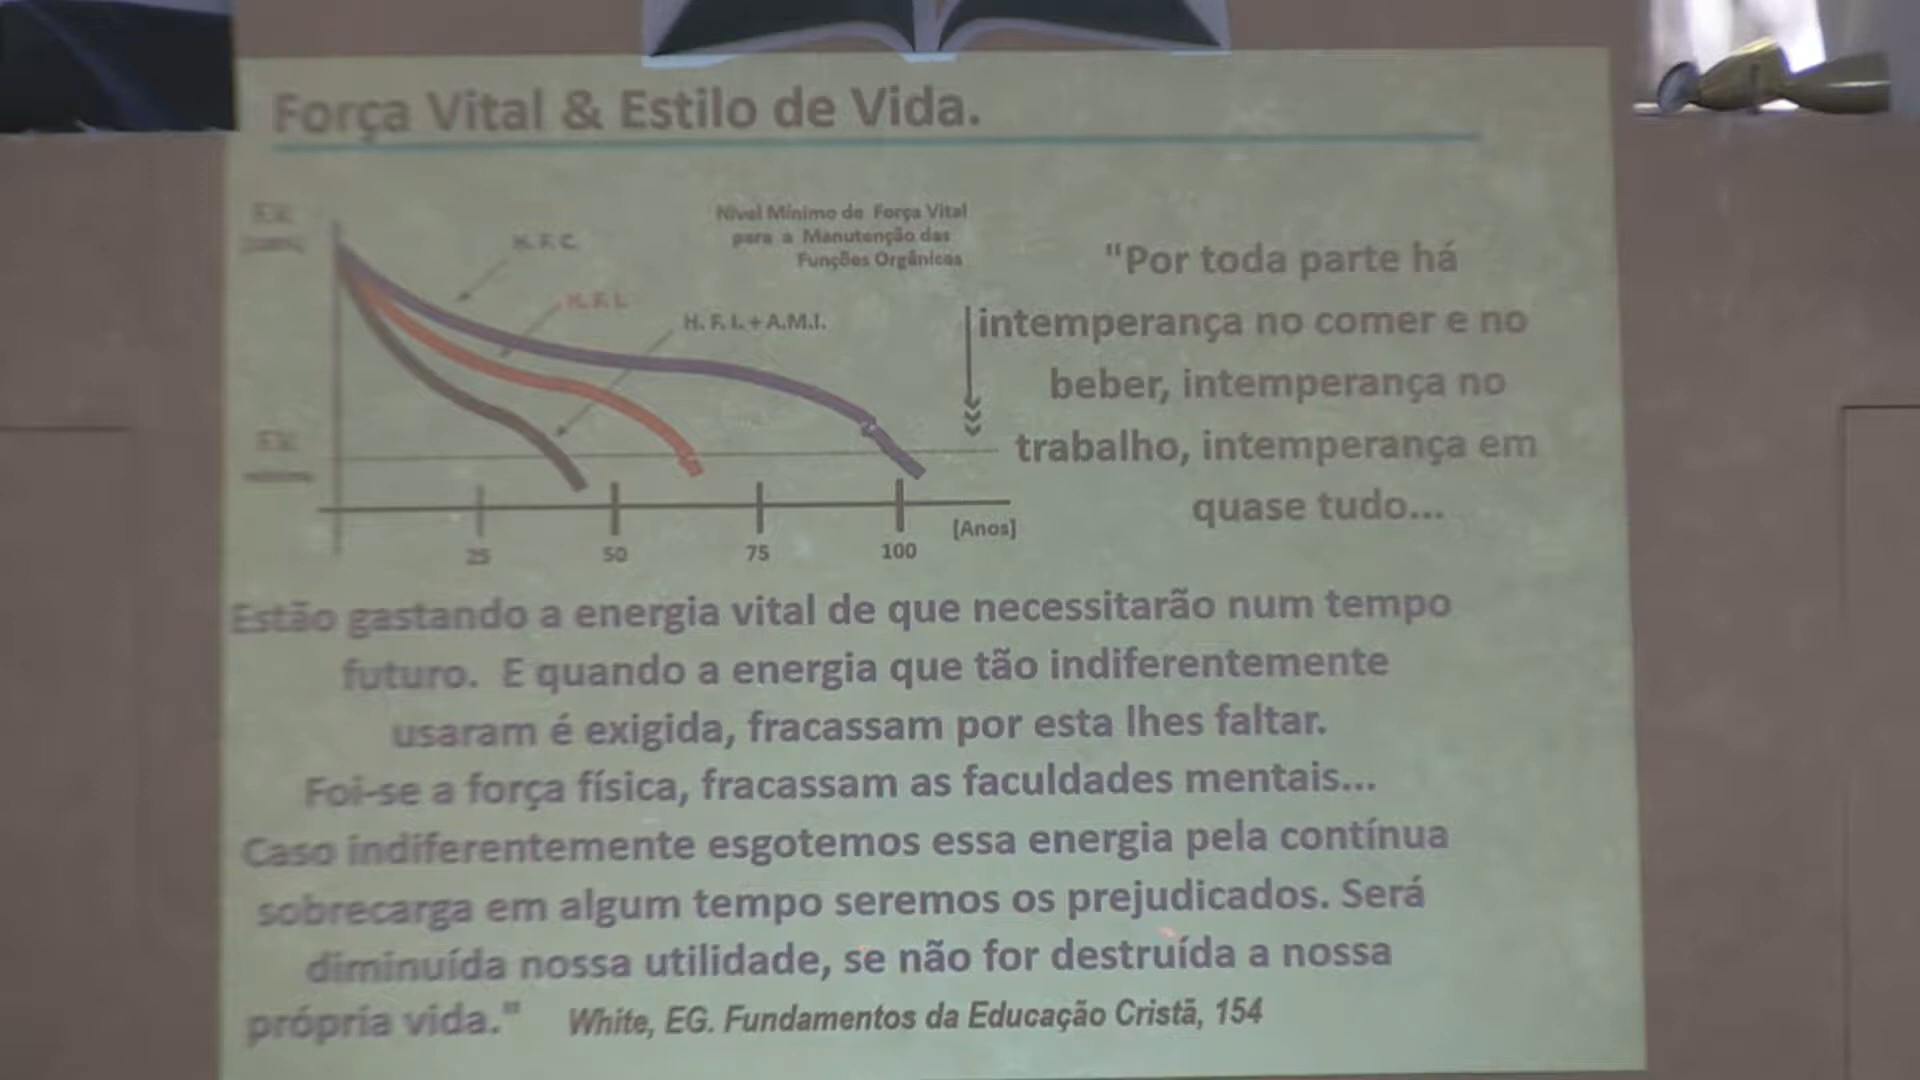 Força Vital & Estilo de Vida.
H. F. C.
Nível Mínimo de Força Vital
para a Manutenção das
Funções Orgânicas
H. F. I.
H. F. I. + A.M.I.
25
50
75
100
[Anos]
"Por toda parte há
intemperança no comer e no
beber, intemperança no
trabalho, intemperança em
quase tudo...
Estão gastando a energia vital de que necessitarão num tempo
futuro. E quando a energia que tão indiferentemente
usaram é exigida, fracassam por esta lhes faltar.
Foi-se a força física, fracassam as faculdades mentais...
Caso indiferentemente esgotemos essa energia pela contínua
sobrecarga em algum tempo seremos os prejudicados. Será
diminuída nossa utilidade, se não for destruída a nossa
própria vida." White, EG. Fundamentos da Educação Cristã, 154